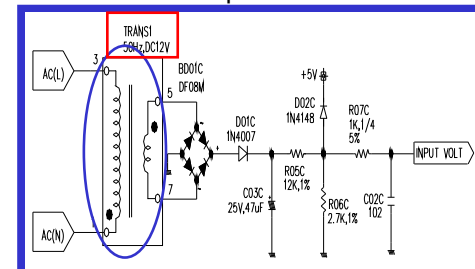 TRANS1
50Hz,DC12V
3
5
7
1
AC(L)
AC(N)
BD01C
DF08M
-
+
-
D01C
1N4007
+5V
D02C
1N4148
R07C
1K,1/4
5%
INPUT VOLT
R05C
12K,1%
C03C
25V,47uF
+
R06C
2.7K,1%
C02C
102